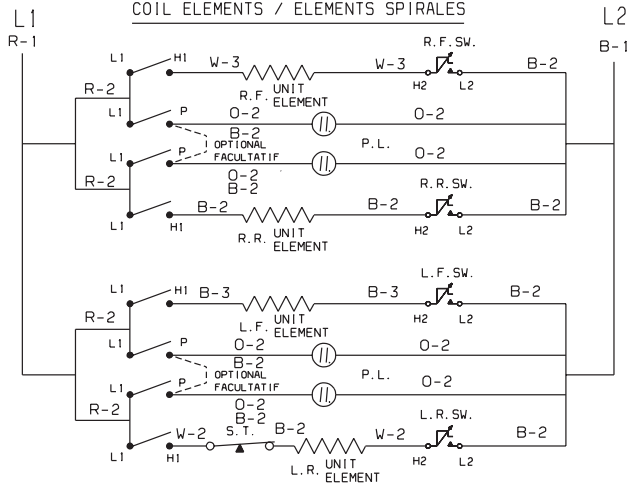 COIL ELEMENTS / ELEMENTS SPIRALES
L1
L2
R-1
B-1
R.F.SW.
L1
H1
W-3
W-3
B-2
R-2
R.F.
UNIT
ELEMENT
H2
L2
L1
P
O-2
O-2
B-2
OPTIONAL
FACULTATIF
P.L.
L1
P
O-2
R-2
O-2
B-2
R.R.SW.
B-2
B-2
B-2
L1
H1
R.R.
UNIT
ELEMENT
H2
L2
L.F.SW.
L1
H1
B-3
B-3
B-2
R-2
L.F.
UNIT
ELEMENT
H2
L2
L1
P
O-2
O-2
B-2
OPTIONAL
FACULTATIF
P.L.
L1
P
O-2
R-2
O-2
B-2
L.R.SW.
W-2
S.T.
B-2
W-2
B-2
L1
H1
L.R.
UNIT
ELEMENT
H2
L2